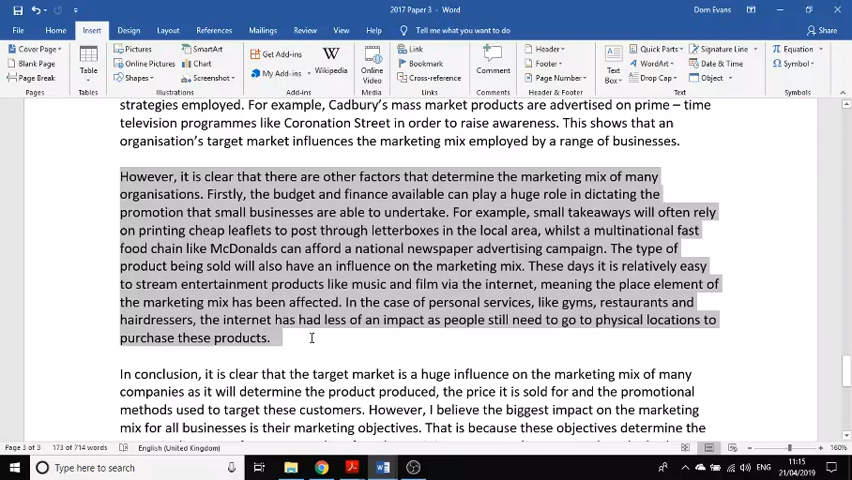 2017 Paper 3 - Word
Dom Evans
File Home Insert Design Layout References Mailings Review View Help Tell me what you want to do Share
Cover Page
Blank Page
Page Break
Pages
Table
Tables
Pictures
Online Pictures
Shapes
SmartArt
Chart
Screenshot
Illustrations
Get Add-ins
My Add-ins
Wikipedia
Add-ins
Online
Video
Media
Link
Bookmark
Cross-reference
Links
Comment
Comments
Header
Footer
Page Number
Header & Footer
Text
Box
Quick Parts
WordArt
Drop Cap
Signature Line
Date & Time
Object
Text
Equation
Symbol
Symbols
strategies employed. For example, Cadbury's mass market products are advertised on prime – time
television programmes like Coronation Street in order to raise awareness. This shows that an
organisation's target market influences the marketing mix employed by a range of businesses.
However, it is clear that there are other factors that determine the marketing mix of many
organisations. Firstly, the budget and finance available can play a huge role in dictating the
promotion that small businesses are able to undertake. For example, small takeaways will often rely
on printing cheap leaflets to post through letterboxes in the local area, whilst a multinational fast
food chain like McDonalds can afford a national newspaper advertising campaign. The type of
product being sold will also have an influence on the marketing mix. These days it is relatively easy
to stream entertainment products like music and film via the internet, meaning the place element of
the marketing mix has been affected. In the case of personal services, like gyms, restaurants and
hairdressers, the internet has had less of an impact as people still need to go to physical locations to
purchase these products.
In conclusion, it is clear that the target market is a huge influence on the marketing mix of many
companies as it will determine the product produced, the price it is sold for and the promotional
methods used to target these customers. However, I believe the biggest impact on the marketing
mix for all businesses is their marketing objectives. That is because these objectives determine the
Page 3 of 3 173 of 714 words English (United Kingdom) 160%
Type here to search
ENG
11:15
21/04/2019